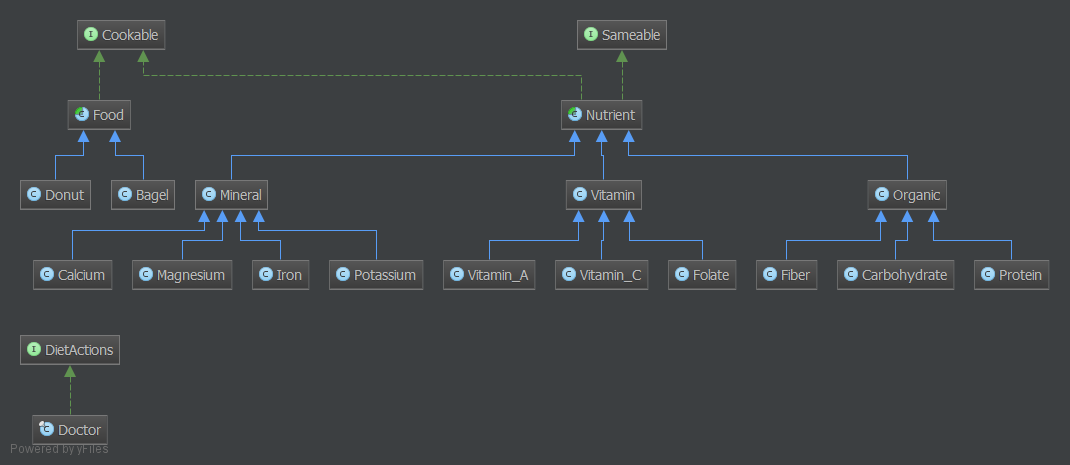 I Cookable
I Sameable
C Food
C Nutrient
C Donut
C Bagel
C Mineral
C Vitamin
C Organic
C Calcium
C Magnesium
C Iron
C Potassium
C Vitamin_A
C Vitamin_C
C Folate
C Fiber
C Carbohydrate
C Protein
I DietActions
C Doctor
Powered by yFiles